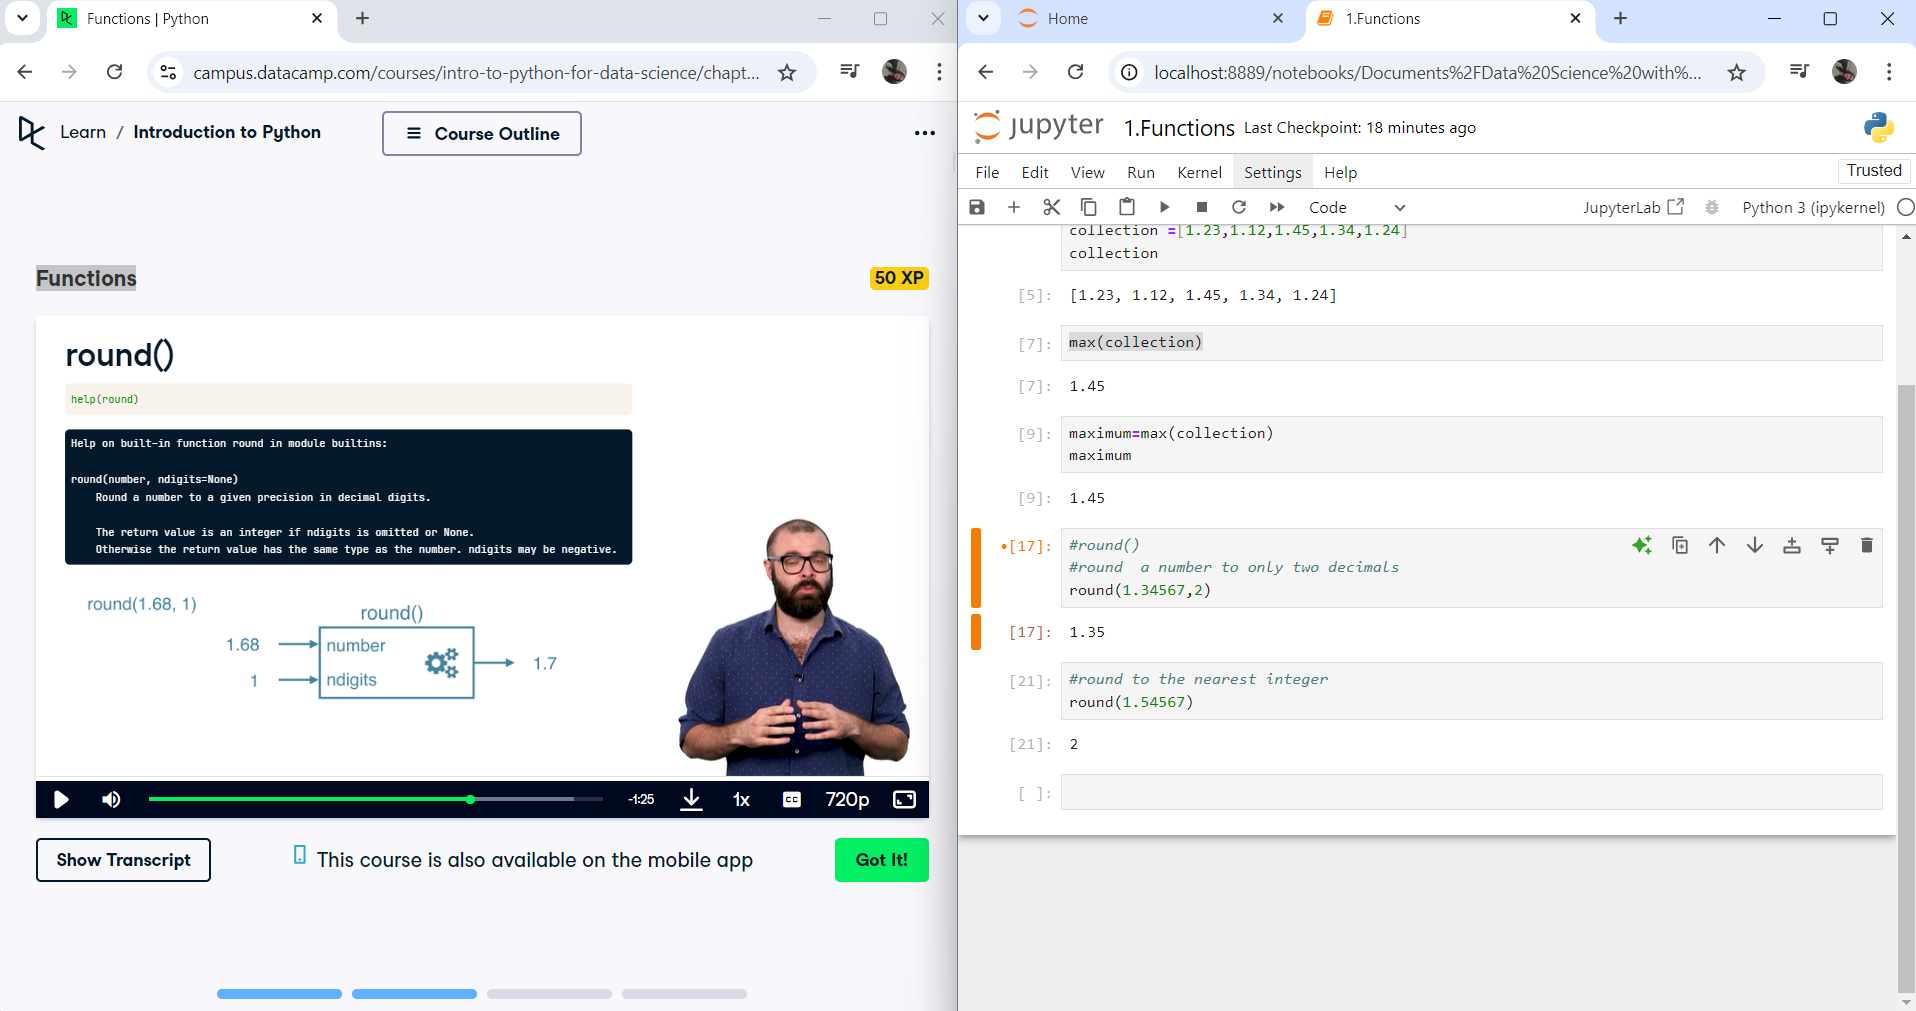 Functions | Python
campus.datacamp.com/courses/intro-to-python-for-data-science/chapt...
Learn / Introduction to Python
Course Outline
Functions
50 XP
round()
help(round)
Help on built-in function round in module builtins:
round(number, ndigits=None)
Round a number to a given precision in decimal digits.
The return value is an integer if ndigits is omitted or None.
Otherwise the return value has the same type as the number. ndigits may be negative.
round(1.68, 1)
round()
1.68
number
1.7
1
ndigits
-1:25
1x
CC
720p
Show Transcript
This course is also available on the mobile app
Got It!
Home
1.Functions
localhost:8889/notebooks/Documents%2FData%20Science%20with%...
jupyter
1.Functions
Last Checkpoint: 18 minutes ago
File Edit View Run Kernel Settings Help
Trusted
Code
JupyterLab
Python 3 (ipykernel)
collection =[1.23,1.12,1.45,1.34,1.24]
collection
[5]: [1.23, 1.12, 1.45, 1.34, 1.24]
[7]: max(collection)
[7]: 1.45
[9]: maximum=max(collection)
maximum
[9]: 1.45
•[17]: #round()
#round  a number to only two decimals
round(1.34567,2)
[17]: 1.35
[21]: #round to the nearest integer
round(1.54567)
[21]: 2
[ ]: